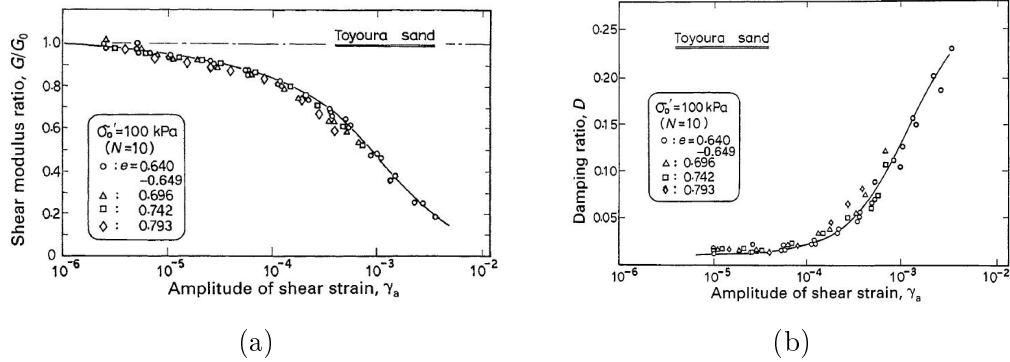 Toyoura sand
Shear modulus ratio, G/G₀
1.0
0.8
0.6
0.4
0.2
0
σ₀'=100 kPa
(N=10)
○ : e=0.640
-0.649
△ : 0.696
□ : 0.742
◇ : 0.793
10⁻⁶ 10⁻⁵ 10⁻⁴ 10⁻³ 10⁻²
Amplitude of shear strain, γₐ
(a)
Toyoura sand
Damping ratio, D
0.25
0.20
0.15
0.10
0.05
σ₀'=100 kPa
(N=10)
○ : e=0.640
-0.649
△ : 0.696
□ : 0.742
◇ : 0.793
10⁻⁶ 10⁻⁵ 10⁻⁴ 10⁻³ 10⁻²
Amplitude of shear strain, γₐ
(b)